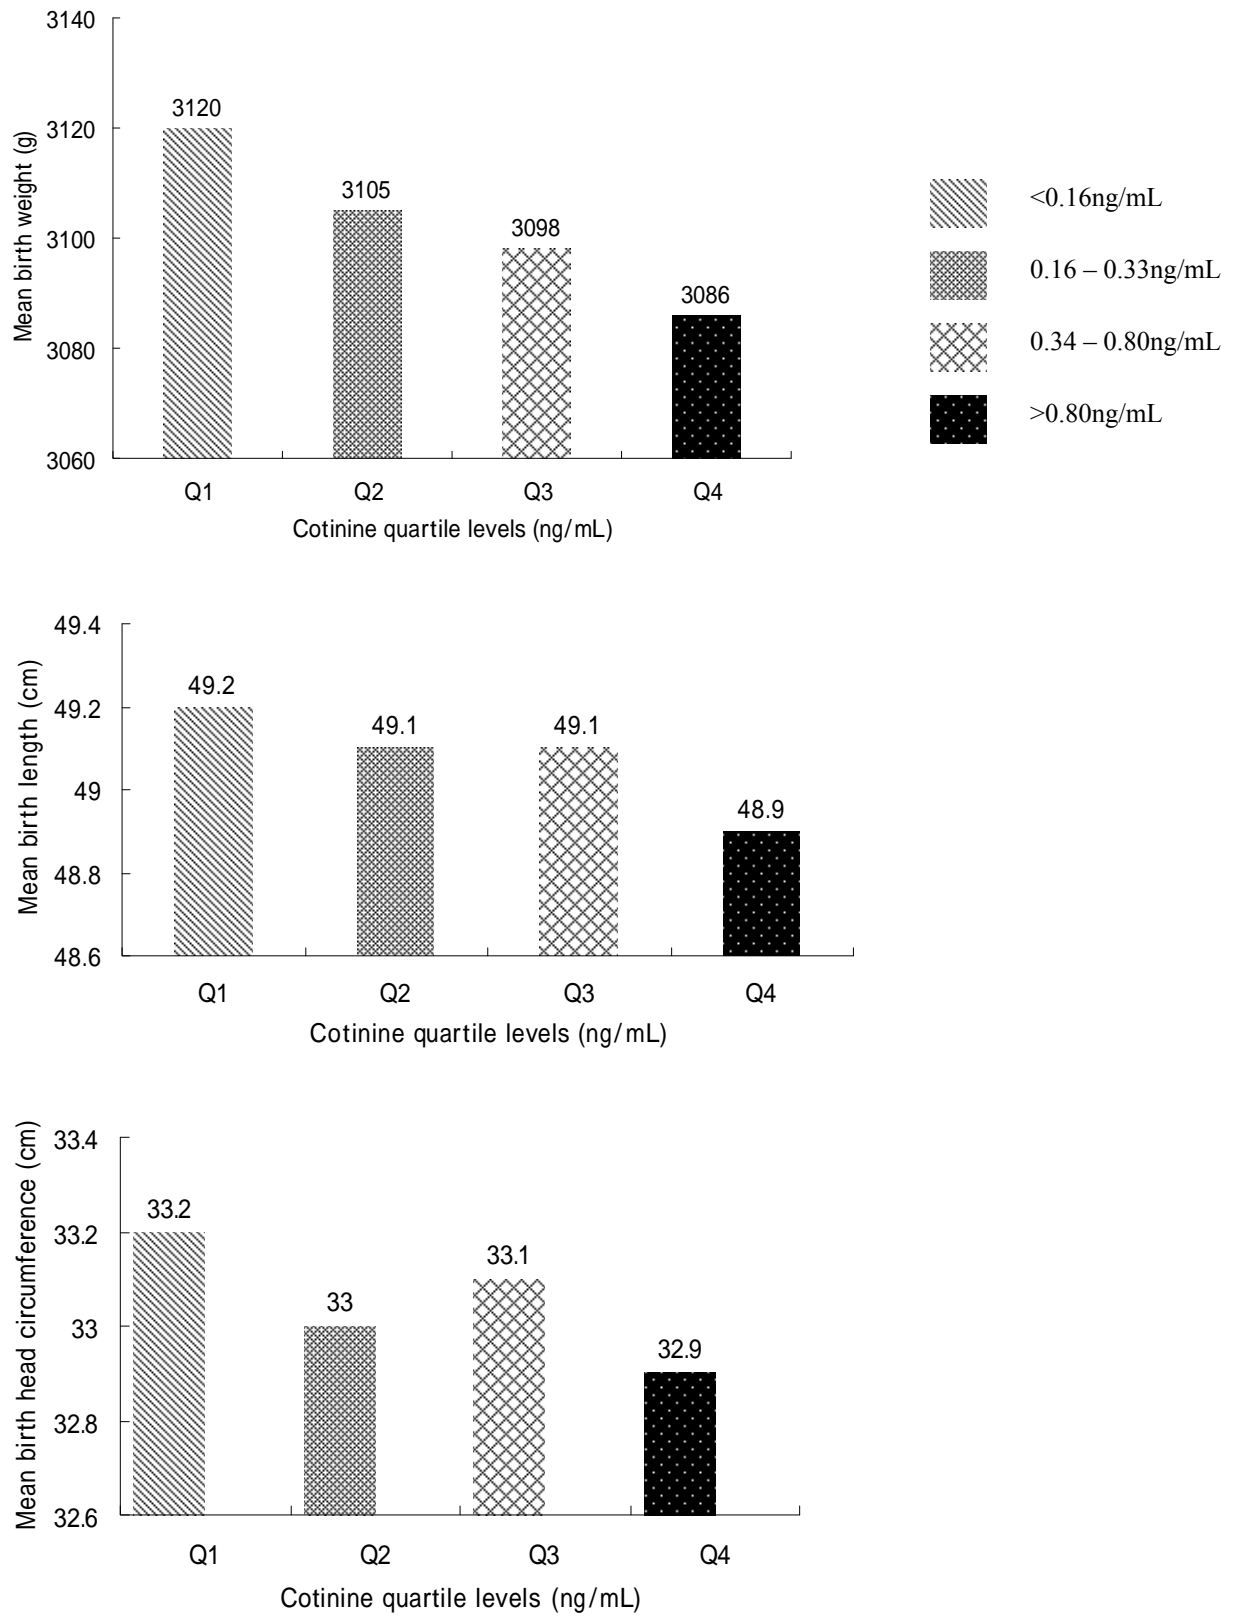 3140
3120
3100
3080
3060
Mean birth weight (g)
3120
3105
3098
3086
Q1 Q2 Q3 Q4
Cotinine quartile levels (ng/mL)
<0.16ng/mL
0.16 – 0.33ng/mL
0.34 – 0.80ng/mL
>0.80ng/mL
49.4
49.2
49
48.8
48.6
Mean birth length (cm)
49.2
49.1
49.1
48.9
Q1 Q2 Q3 Q4
Cotinine quartile levels (ng/mL)
33.4
33.2
33
32.8
32.6
Mean birth head circumference (cm)
33.2
33
33.1
32.9
Q1 Q2 Q3 Q4
Cotinine quartile levels (ng/mL)